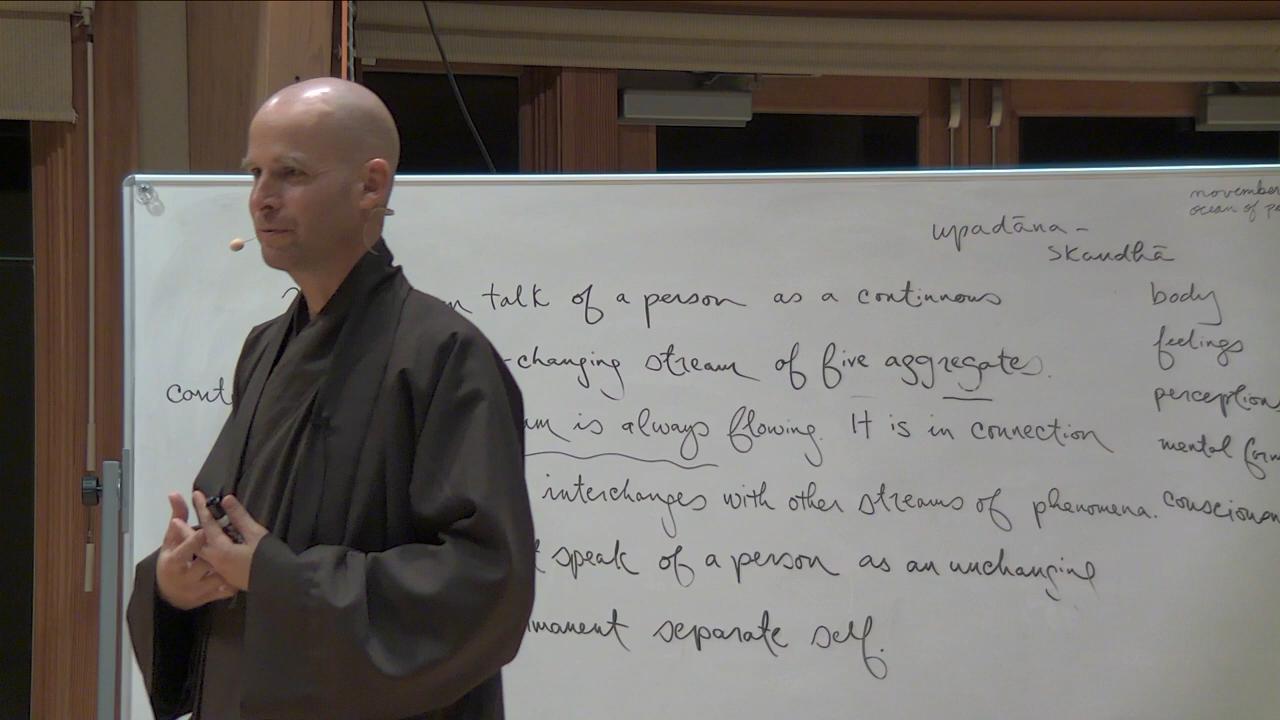 november
ocean of
upadāna-
skandhā
talk of a person as a continuous
-changing stream of five aggregates.
cont
is always flowing. It is in connection
interchanges with other streams of phenomena.
speak of a person as an unchanging
separate self.
body
feelings
perception
mental form
consciousn